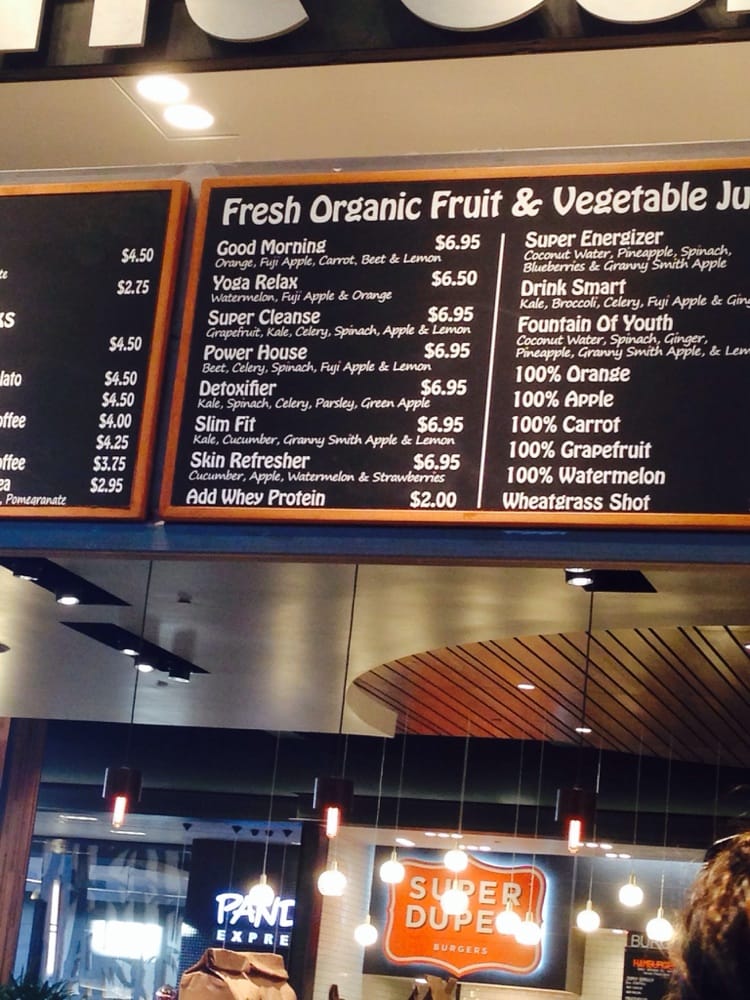 $4.50
$2.75
$4.50
$4.50
$4.50
$4.00
$4.25
$3.75
$2.95
Pomegranate
Fresh Organic Fruit & Vegetable Ju
Good Morning $6.95
Orange, Fuji Apple, Carrot, Beet & Lemon
Yoga Relax $6.50
Watermelon, Fuji Apple & Orange
Super Cleanse $6.95
Grapefruit, Kale, Celery, Spinach, Apple & Lemon
Power House $6.95
Beet, Celery, Spinach, Fuji Apple & Lemon
Detoxifier $6.95
Kale, Spinach, Celery, Parsley, Green Apple
Slim Fit $6.95
Kale, Cucumber, Granny Smith Apple & Lemon
Skin Refresher $6.95
Cucumber, Apple, Watermelon & Strawberries
Add Whey Protein $2.00
Super Energizer
Coconut Water, Pineapple, Spinach,
Blueberries & Granny Smith Apple
Drink Smart
Kale, Broccoli, Celery, Fuji Apple & Ging
Fountain Of Youth
Coconut Water, Spinach, Ginger,
Pineapple, Granny Smith Apple, & Lem
100% Orange
100% Apple
100% Carrot
100% Grapefruit
100% Watermelon
Wheatgrass Shot
PAND
EXPRE
SUPER
DUPER
BURGERS
BURG
HAMBURGE